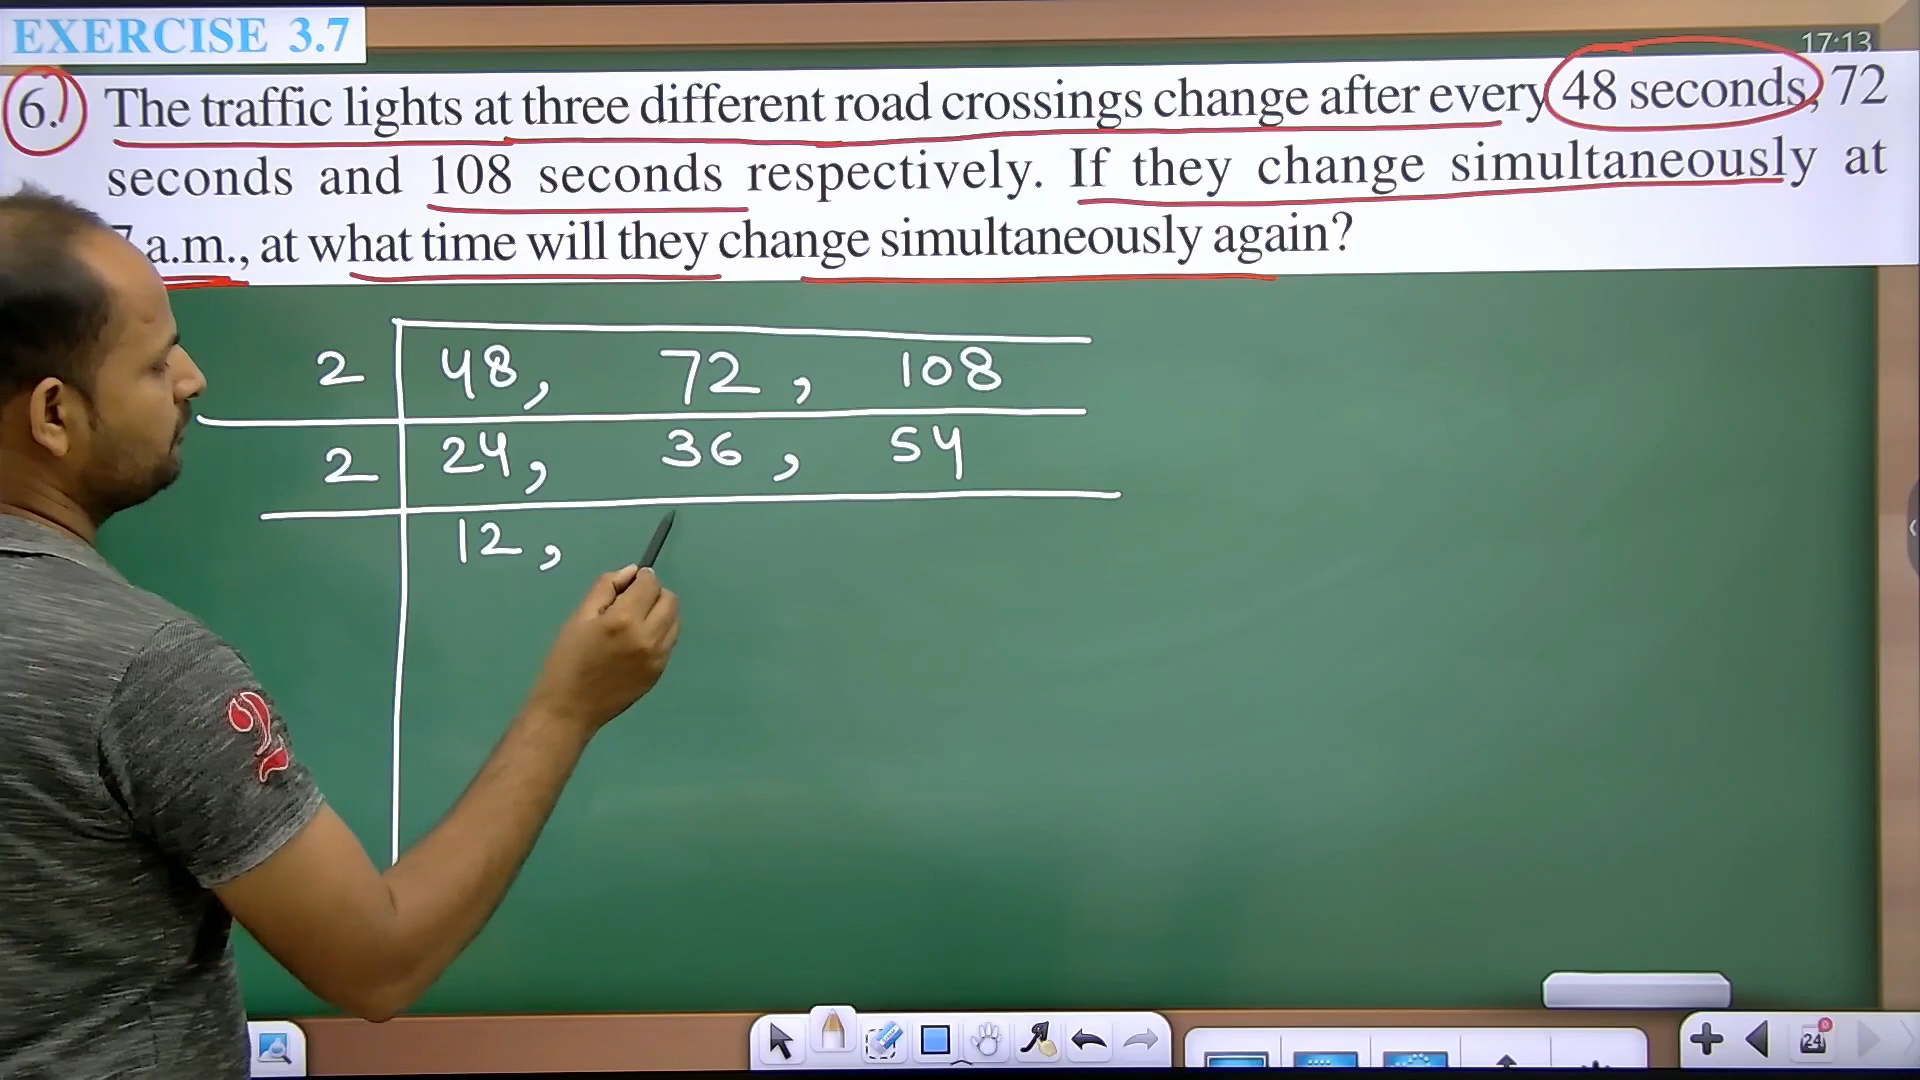 EXERCISE 3.7
17:13
6. The traffic lights at three different road crossings change after every 48 seconds, 72
seconds and 108 seconds respectively. If they change simultaneously at
a.m., at what time will they change simultaneously again?
2 48, 72, 108
2 24, 36, 54
12,
24
0